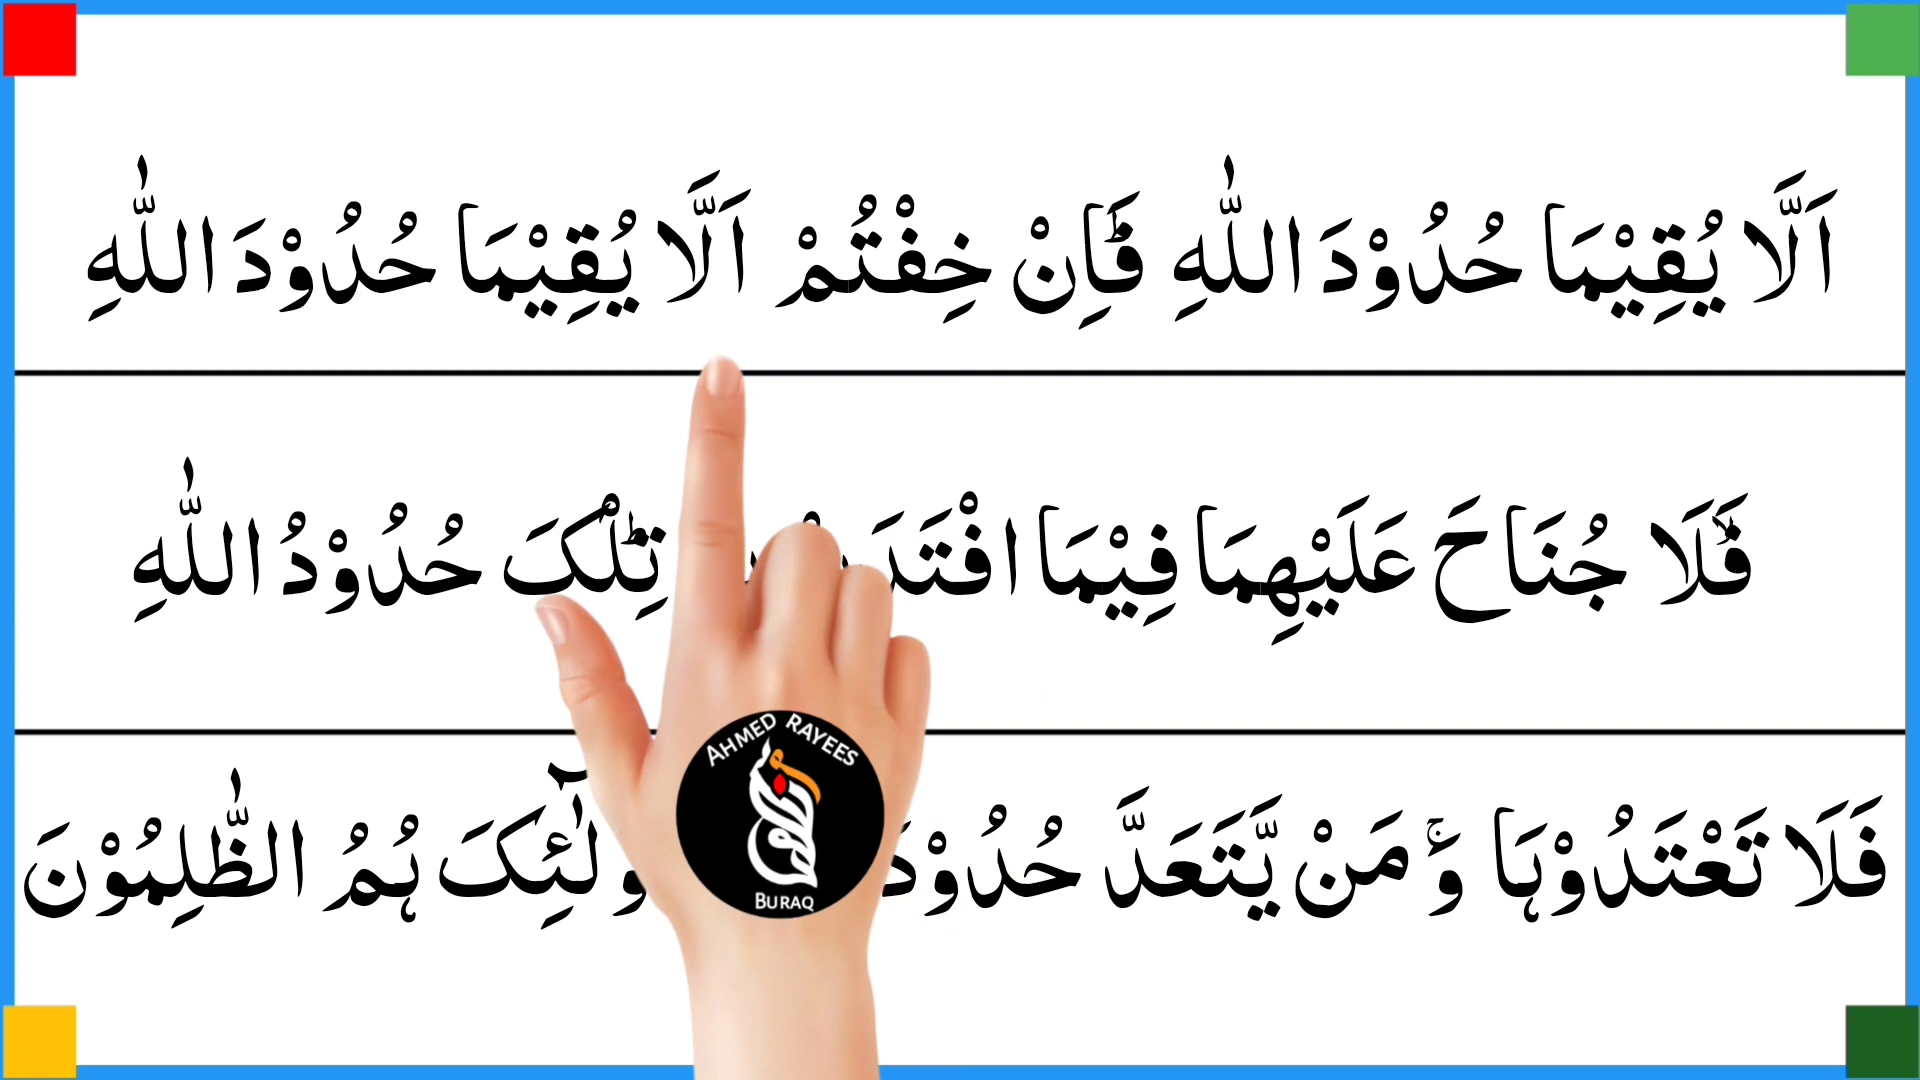 اَلَّا یُقِیْمَا حُدُوْدَ اللّٰهِ ؕ فَاِنْ خِفْتُمْ اَلَّا یُقِیْمَا حُدُوْدَ اللّٰهِ
فَلَا جُنَاحَ عَلَیْهِمَا فِیْمَا تِلْکَ حُدُوْدُ اللّٰهِ
فَلَا تَعْتَدُوْہَا ۚ وَ مَنْ یَّتَعَدَّ الظّٰلِمُوْنَ ہُمُ
AHMED RAYEES
BURAQ